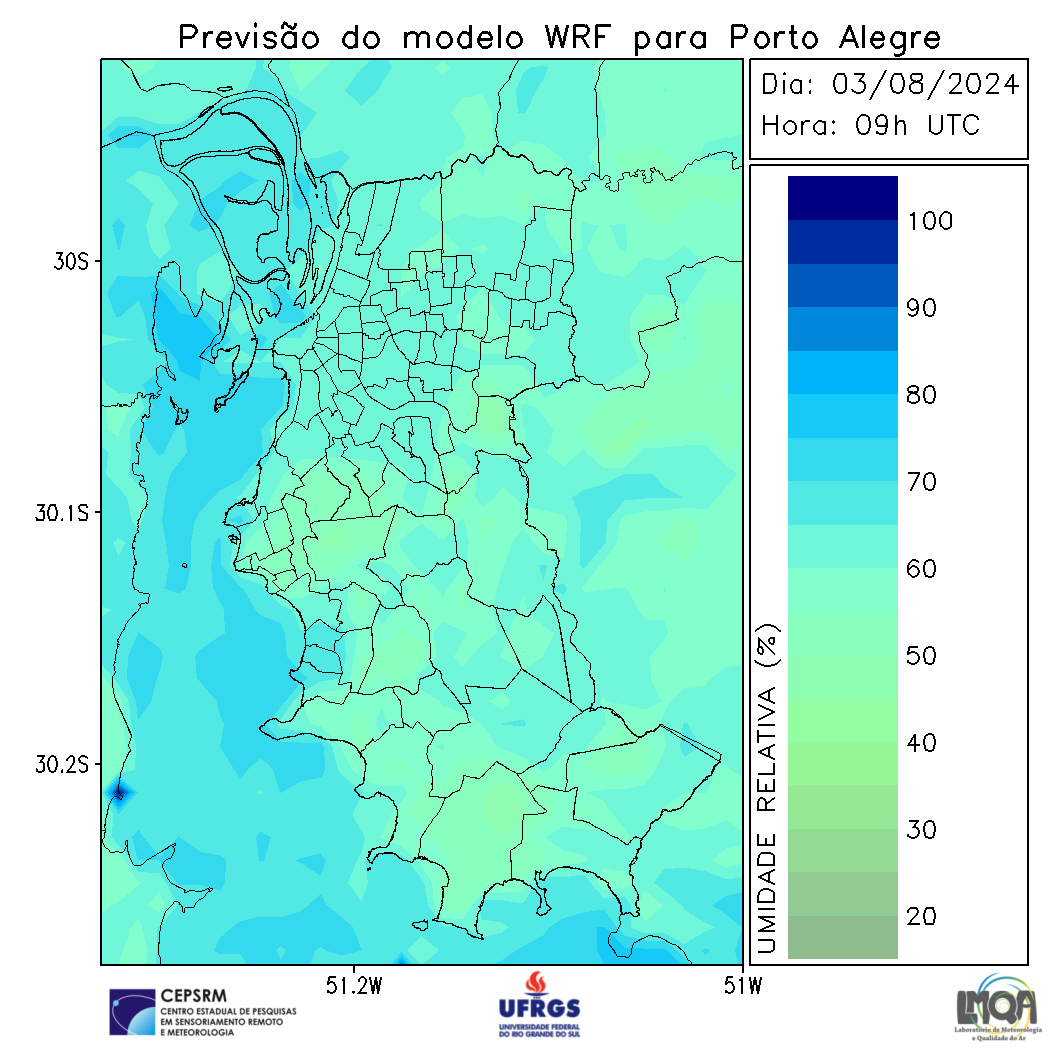 Previsão do modelo WRF para Porto Alegre
Dia: 03/08/2024
Hora: 09h UTC
30S
30.1S
30.2S
51.2W
51W
100
90
80
70
60
50
40
30
20
UMIDADE RELATIVA (%)
CEPSRM
CENTRO ESTADUAL DE PESQUISAS
EM SENSORIAMENTO REMOTO
E METEOROLOGIA
UFRGS
UNIVERSIDADE FEDERAL
DO RIO GRANDE DO SUL
LMQA
Laboratório de Meteorologia
e Qualidade do Ar